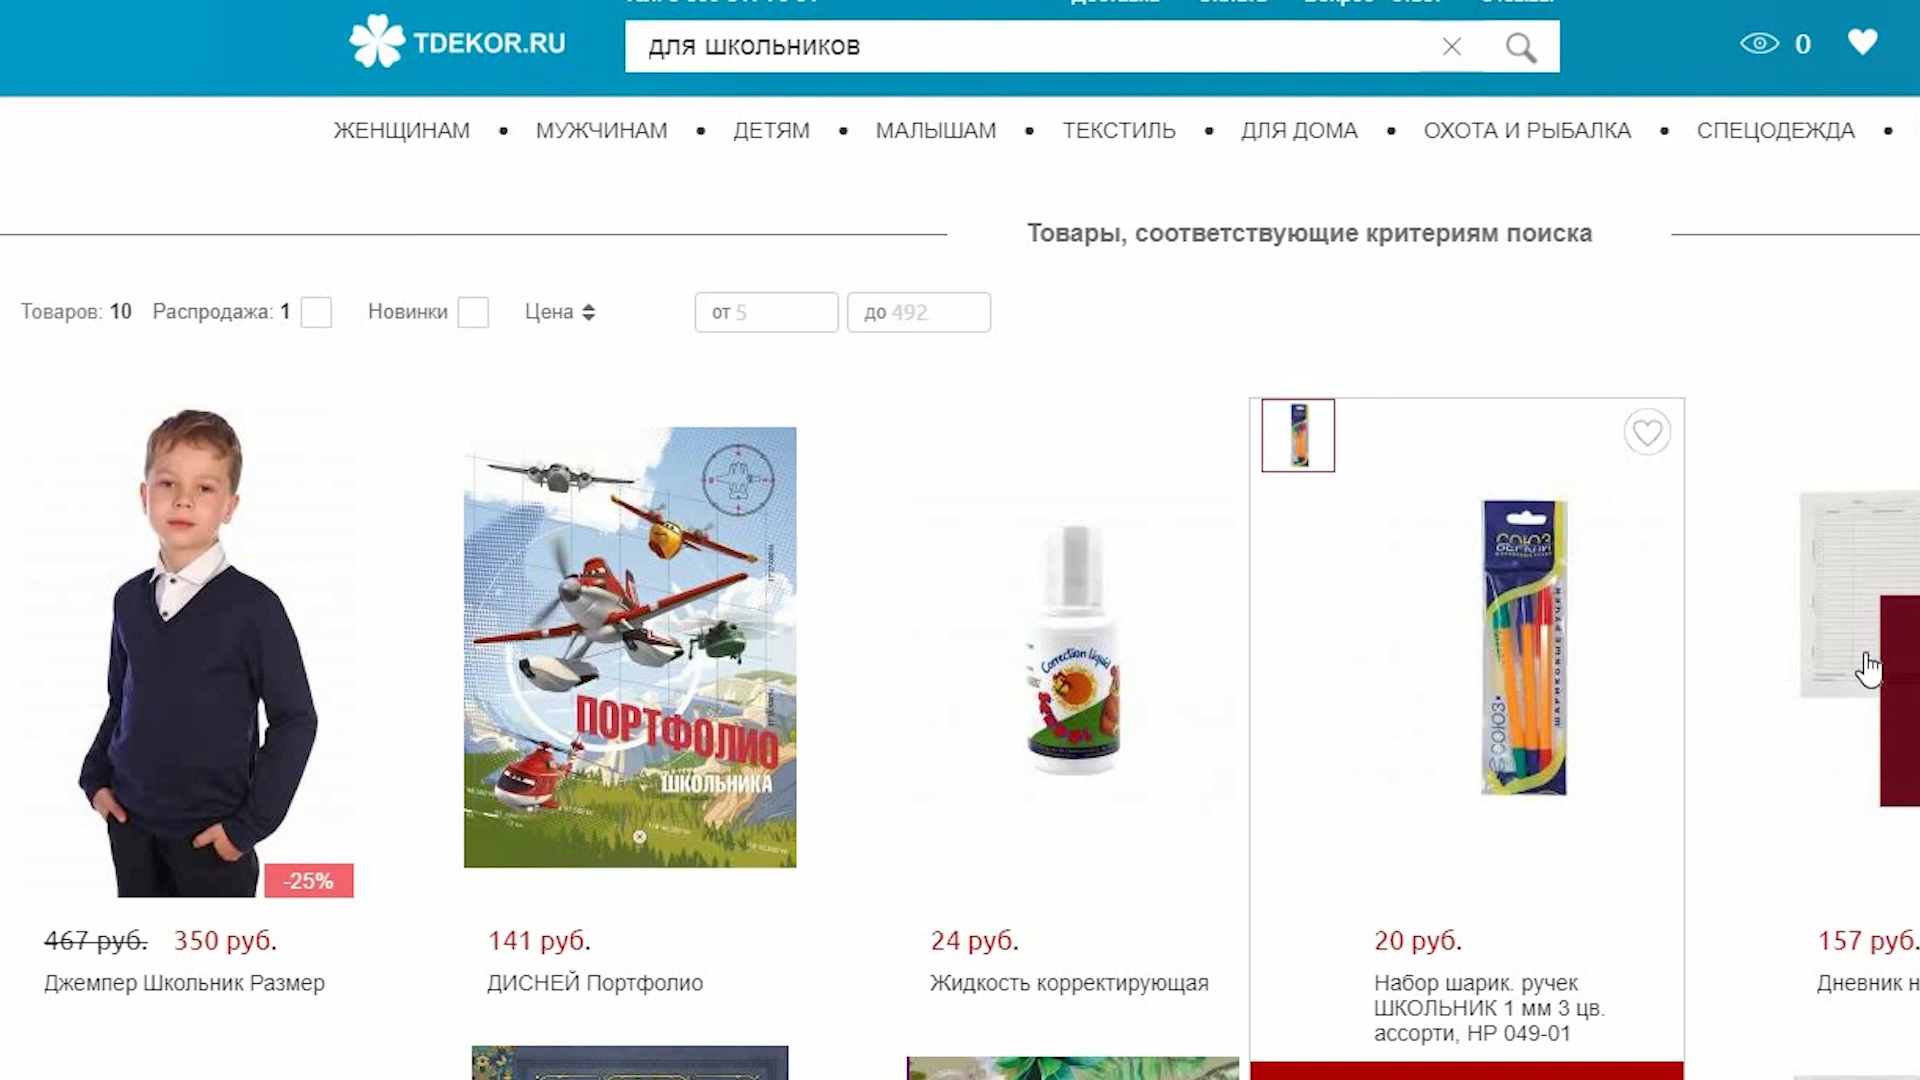 TDEKOR.RU
для школьников
0
ЖЕНЩИНАМ • МУЖЧИНАМ • ДЕТЯМ • МАЛЫШАМ • ТЕКСТИЛЬ • ДЛЯ ДОМА • ОХОТА И РЫБАЛКА • СПЕЦОДЕЖДА •
Товары, соответствующие критериям поиска
Товаров: 10 Распродажа: 1 Новинки Цена от 5 до 492
ПОРТФОЛИО
ШКОЛЬНИКА
Correction liquid
СОЮЗ
ШАРИКОВЫЕ РУЧКИ
СОЮЗ
-25%
467 руб. 350 руб.
Джемпер Школьник Размер
141 руб.
ДИСНЕЙ Портфолио
24 руб.
Жидкость корректирующая
20 руб.
Набор шарик. ручек
ШКОЛЬНИК 1 мм 3 цв.
ассорти, НР 049-01
157 руб.
Дневник н